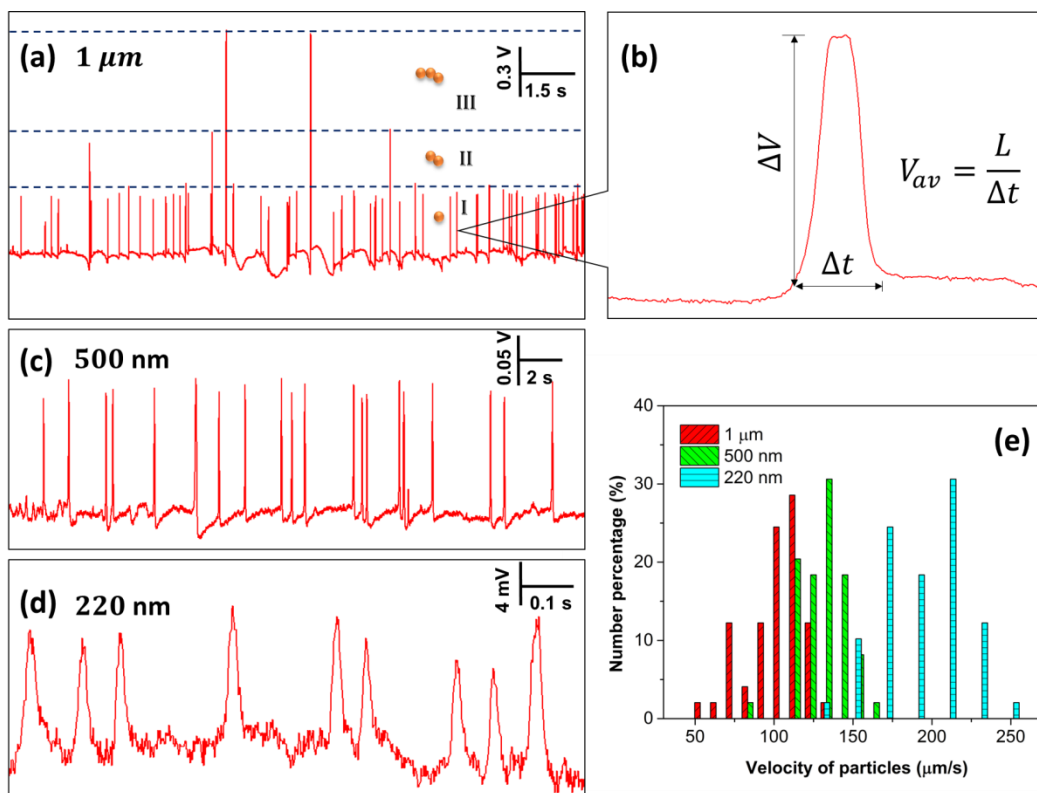 (a) 1 μm
0.3 V
1.5 s
III
II
I
(b)
ΔV
V_av = L/Δt
Δt
(c) 500 nm
0.05 V
2 s
(d) 220 nm
4 mV
0.1 s
(e)
1 μm
500 nm
220 nm
Number percentage (%)
40
30
20
10
0
50 100 150 200 250
Velocity of particles (μm/s)